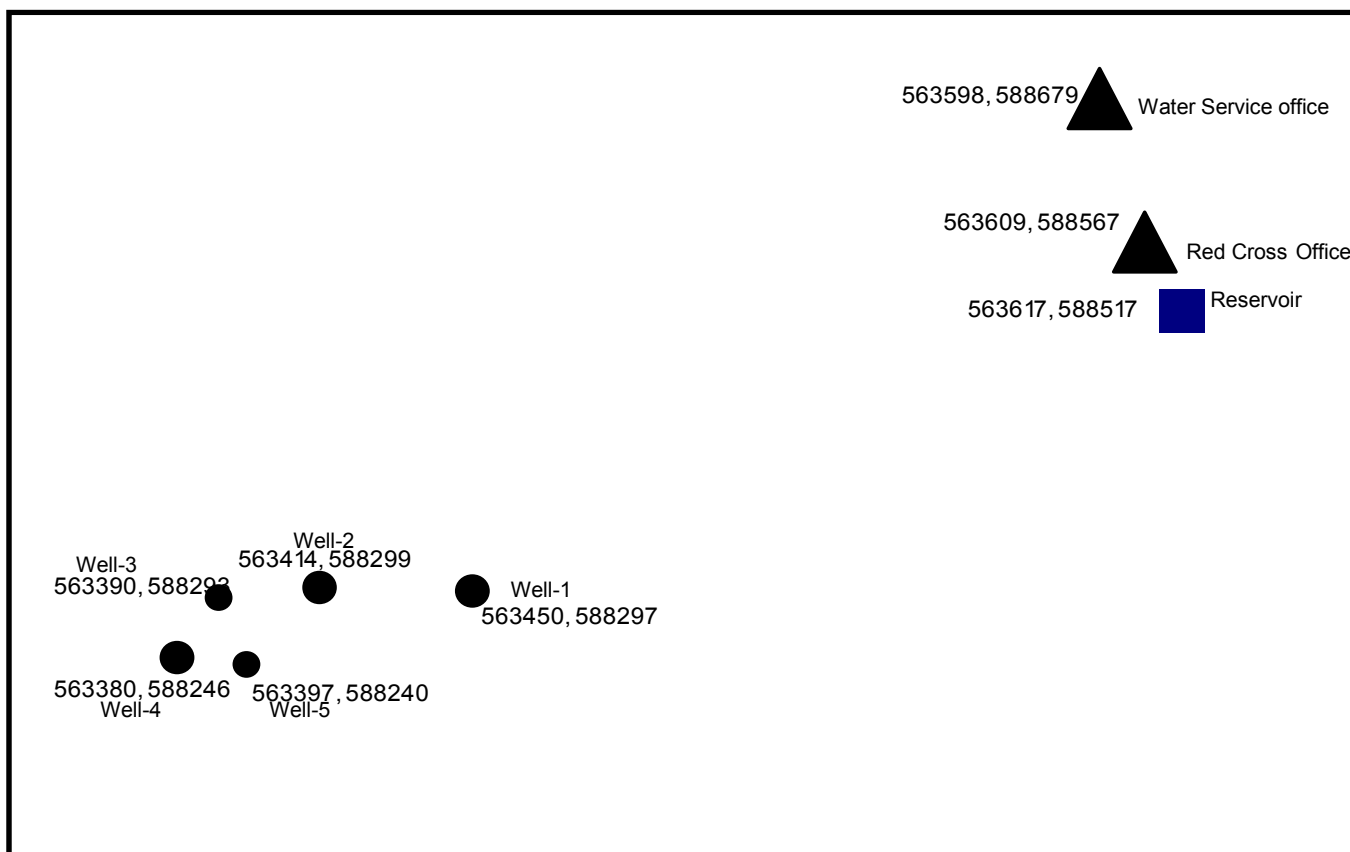 563598, 588679
Water Service office
563609, 588567
Red Cross Office
563617, 588517
Reservoir
Well-2
563414, 588299
Well-3
563390, 588293
Well-1
563450, 588297
563380, 588246
Well-4
563397, 588240
Well-5